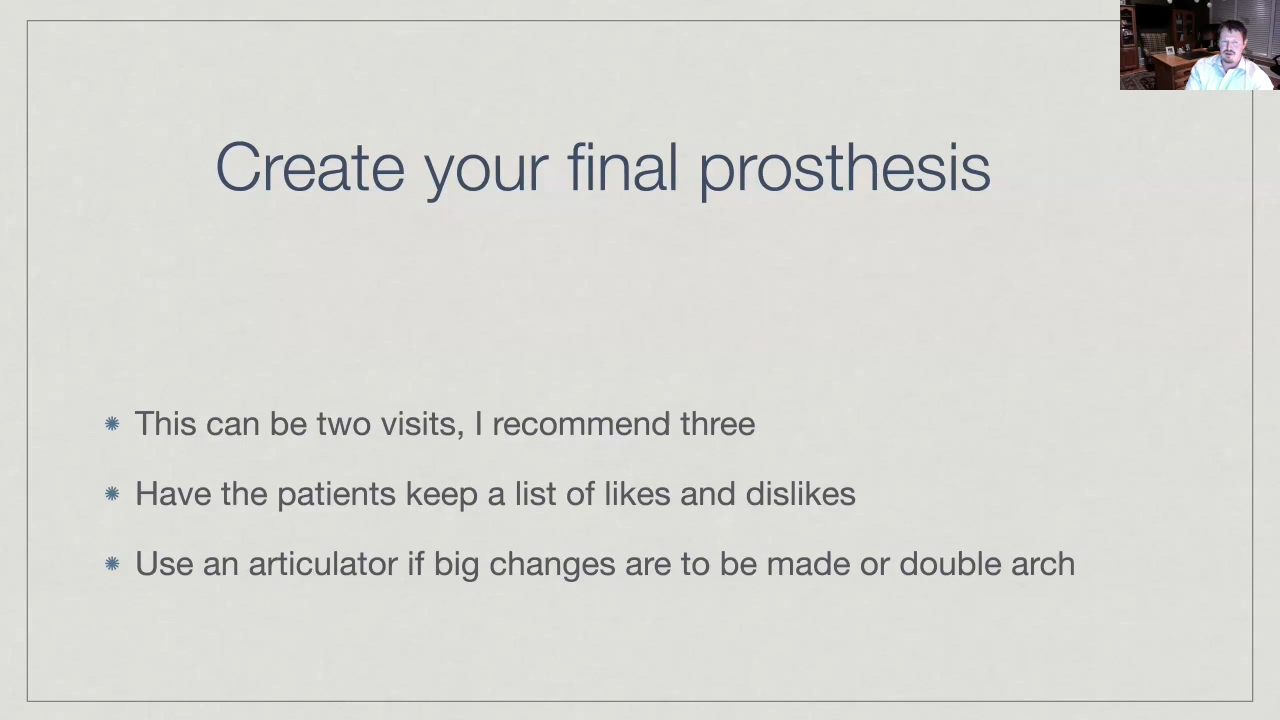 Create your final prosthesis
This can be two visits, I recommend three
Have the patients keep a list of likes and dislikes
Use an articulator if big changes are to be made or double arch